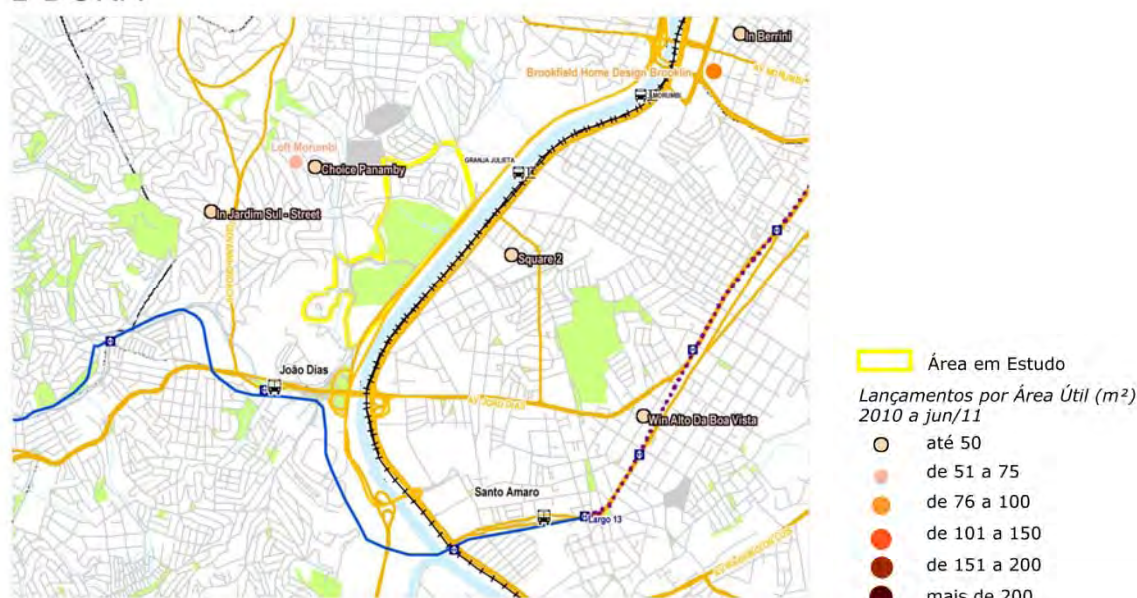 In Berrini
AV MORUMBI
Brookfield Home Design Brooklin
MORUMBI
Loft Morumbi
Choice Panamby
GRANJA JULIETA
In Jardim Sul - Street
Square 2
João Dias
AV JOÃO DIAS
Win Alto Da Boa Vista
Santo Amaro
Largo 13
Área em Estudo
Lançamentos por Área Útil (m²)
2010 a jun/11
até 50
de 51 a 75
de 76 a 100
de 101 a 150
de 151 a 200
mais de 200